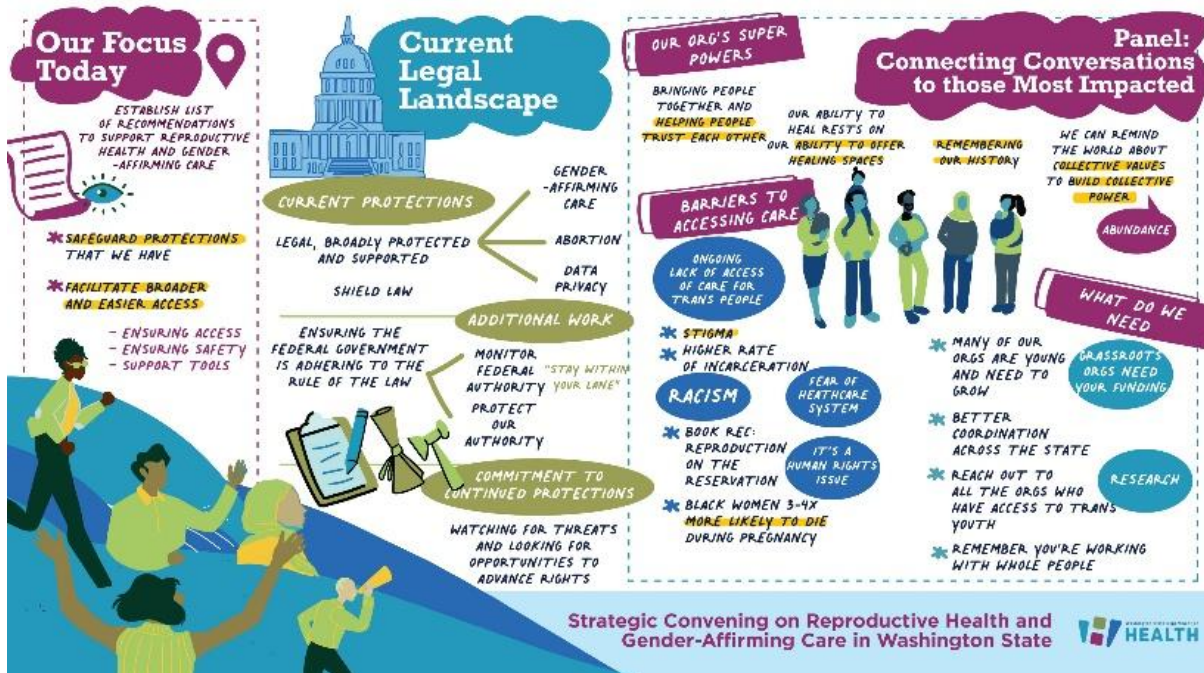 Our Focus
Today
ESTABLISH LIST
OF RECOMMENDATIONS
TO SUPPORT REPRODUCTIVE
HEALTH AND GENDER
-AFFIRMING CARE
* SAFEGUARD PROTECTIONS
THAT WE HAVE
* FACILITATE BROADER
AND EASIER ACCESS
- ENSURING ACCESS
- ENSURING SAFETY
- SUPPORT TOOLS
Current
Legal
Landscape
CURRENT PROTECTIONS
LEGAL, BROADLY PROTECTED
AND SUPPORTED
GENDER
-AFFIRMING
CARE
ABORTION
DATA
PRIVACY
SHIELD LAW
ADDITIONAL WORK
ENSURING THE
FEDERAL GOVERNMENT
IS ADHERING TO THE
RULE OF THE LAW
MONITOR
FEDERAL
AUTHORITY
"STAY WITHIN
YOUR LANE"
PROTECT
OUR
AUTHORITY
COMMITMENT TO
CONTINUED PROTECTIONS
WATCHING FOR THREATS
AND LOOKING FOR
OPPORTUNITIES TO
ADVANCE RIGHTS
Panel:
Connecting Conversations
to those Most Impacted
OUR ORG'S SUPER
POWERS
BRINGING PEOPLE
TOGETHER AND
HELPING PEOPLE
TRUST EACH OTHER
OUR ABILITY TO
HEAL RESTS ON
OUR ABILITY TO OFFER
HEALING SPACES
REMEMBERING
OUR HISTORY
WE CAN REMIND
THE WORLD ABOUT
COLLECTIVE VALUES
TO BUILD COLLECTIVE
POWER
ABUNDANCE
BARRIERS TO
ACCESSING CARE
ONGOING
LACK OF ACCESS
OF CARE FOR
TRANS PEOPLE
* STIGMA
* HIGHER RATE
OF INCARCERATION
RACISM
FEAR OF
HEATHCARE
SYSTEM
* BOOK REC:
REPRODUCTION
ON THE
RESERVATION
IT'S A
HUMAN RIGHTS
ISSUE
* BLACK WOMEN 3-4X
MORE LIKELY TO DIE
DURING PREGNANCY
WHAT DO WE
NEED
* MANY OF OUR
ORGS ARE YOUNG
AND NEED TO
GROW
GRASSROOTS
ORGS NEED
YOUR FUNDING
* BETTER
COORDINATION
ACROSS THE STATE
* REACH OUT TO
ALL THE ORGS WHO
HAVE ACCESS TO TRANS
YOUTH
RESEARCH
* REMEMBER YOU'RE WORKING
WITH WHOLE PEOPLE
Strategic Convening on Reproductive Health and
Gender-Affirming Care in Washington State
HEALTH